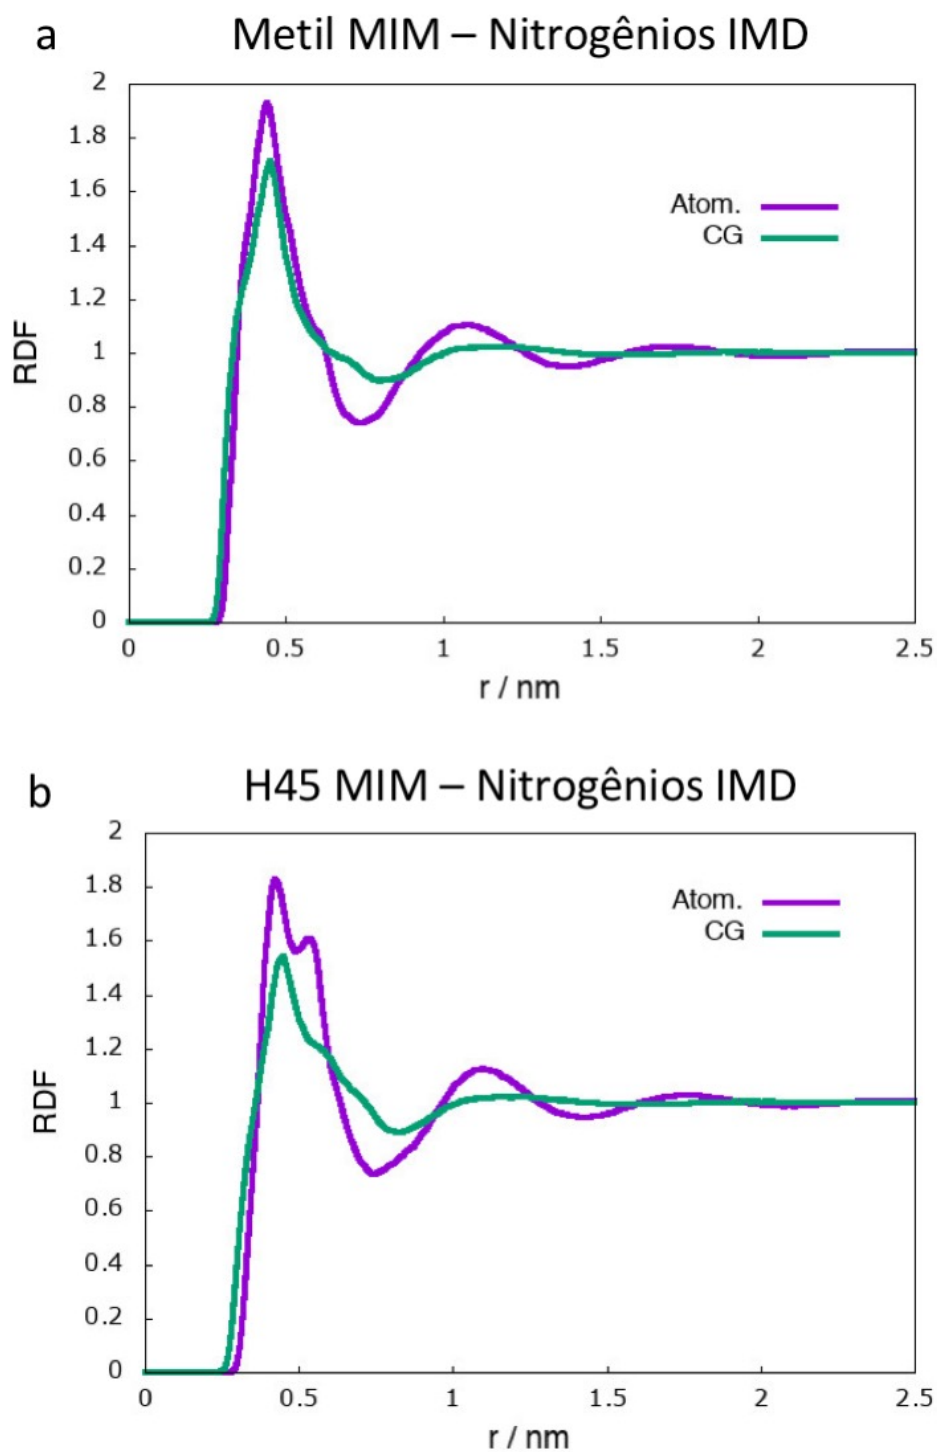 a
Metil MIM – Nitrogênios IMD
2
1.8
1.6
1.4
1.2
1
0.8
0.6
0.4
0.2
0
RDF
Atom.
CG
0 0.5 1 1.5 2 2.5
r / nm
b
H45 MIM – Nitrogênios IMD
2
1.8
1.6
1.4
1.2
1
0.8
0.6
0.4
0.2
0
RDF
Atom.
CG
0 0.5 1 1.5 2 2.5
r / nm